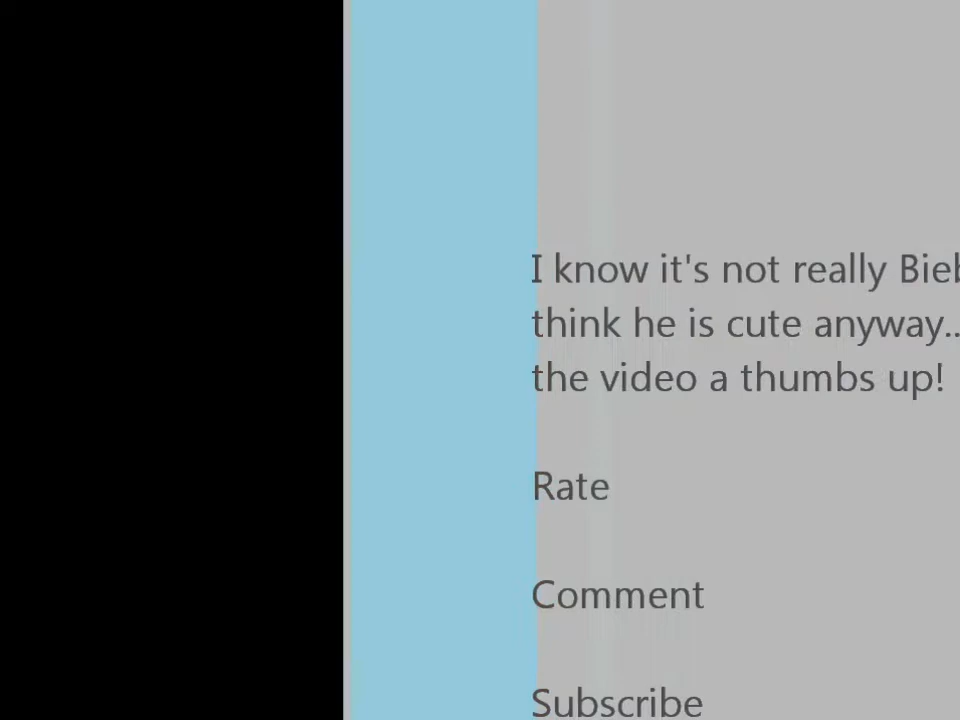 I know it's not really Bieb
think he is cute anyway..
the video a thumbs up!
Rate
Comment
Subscribe